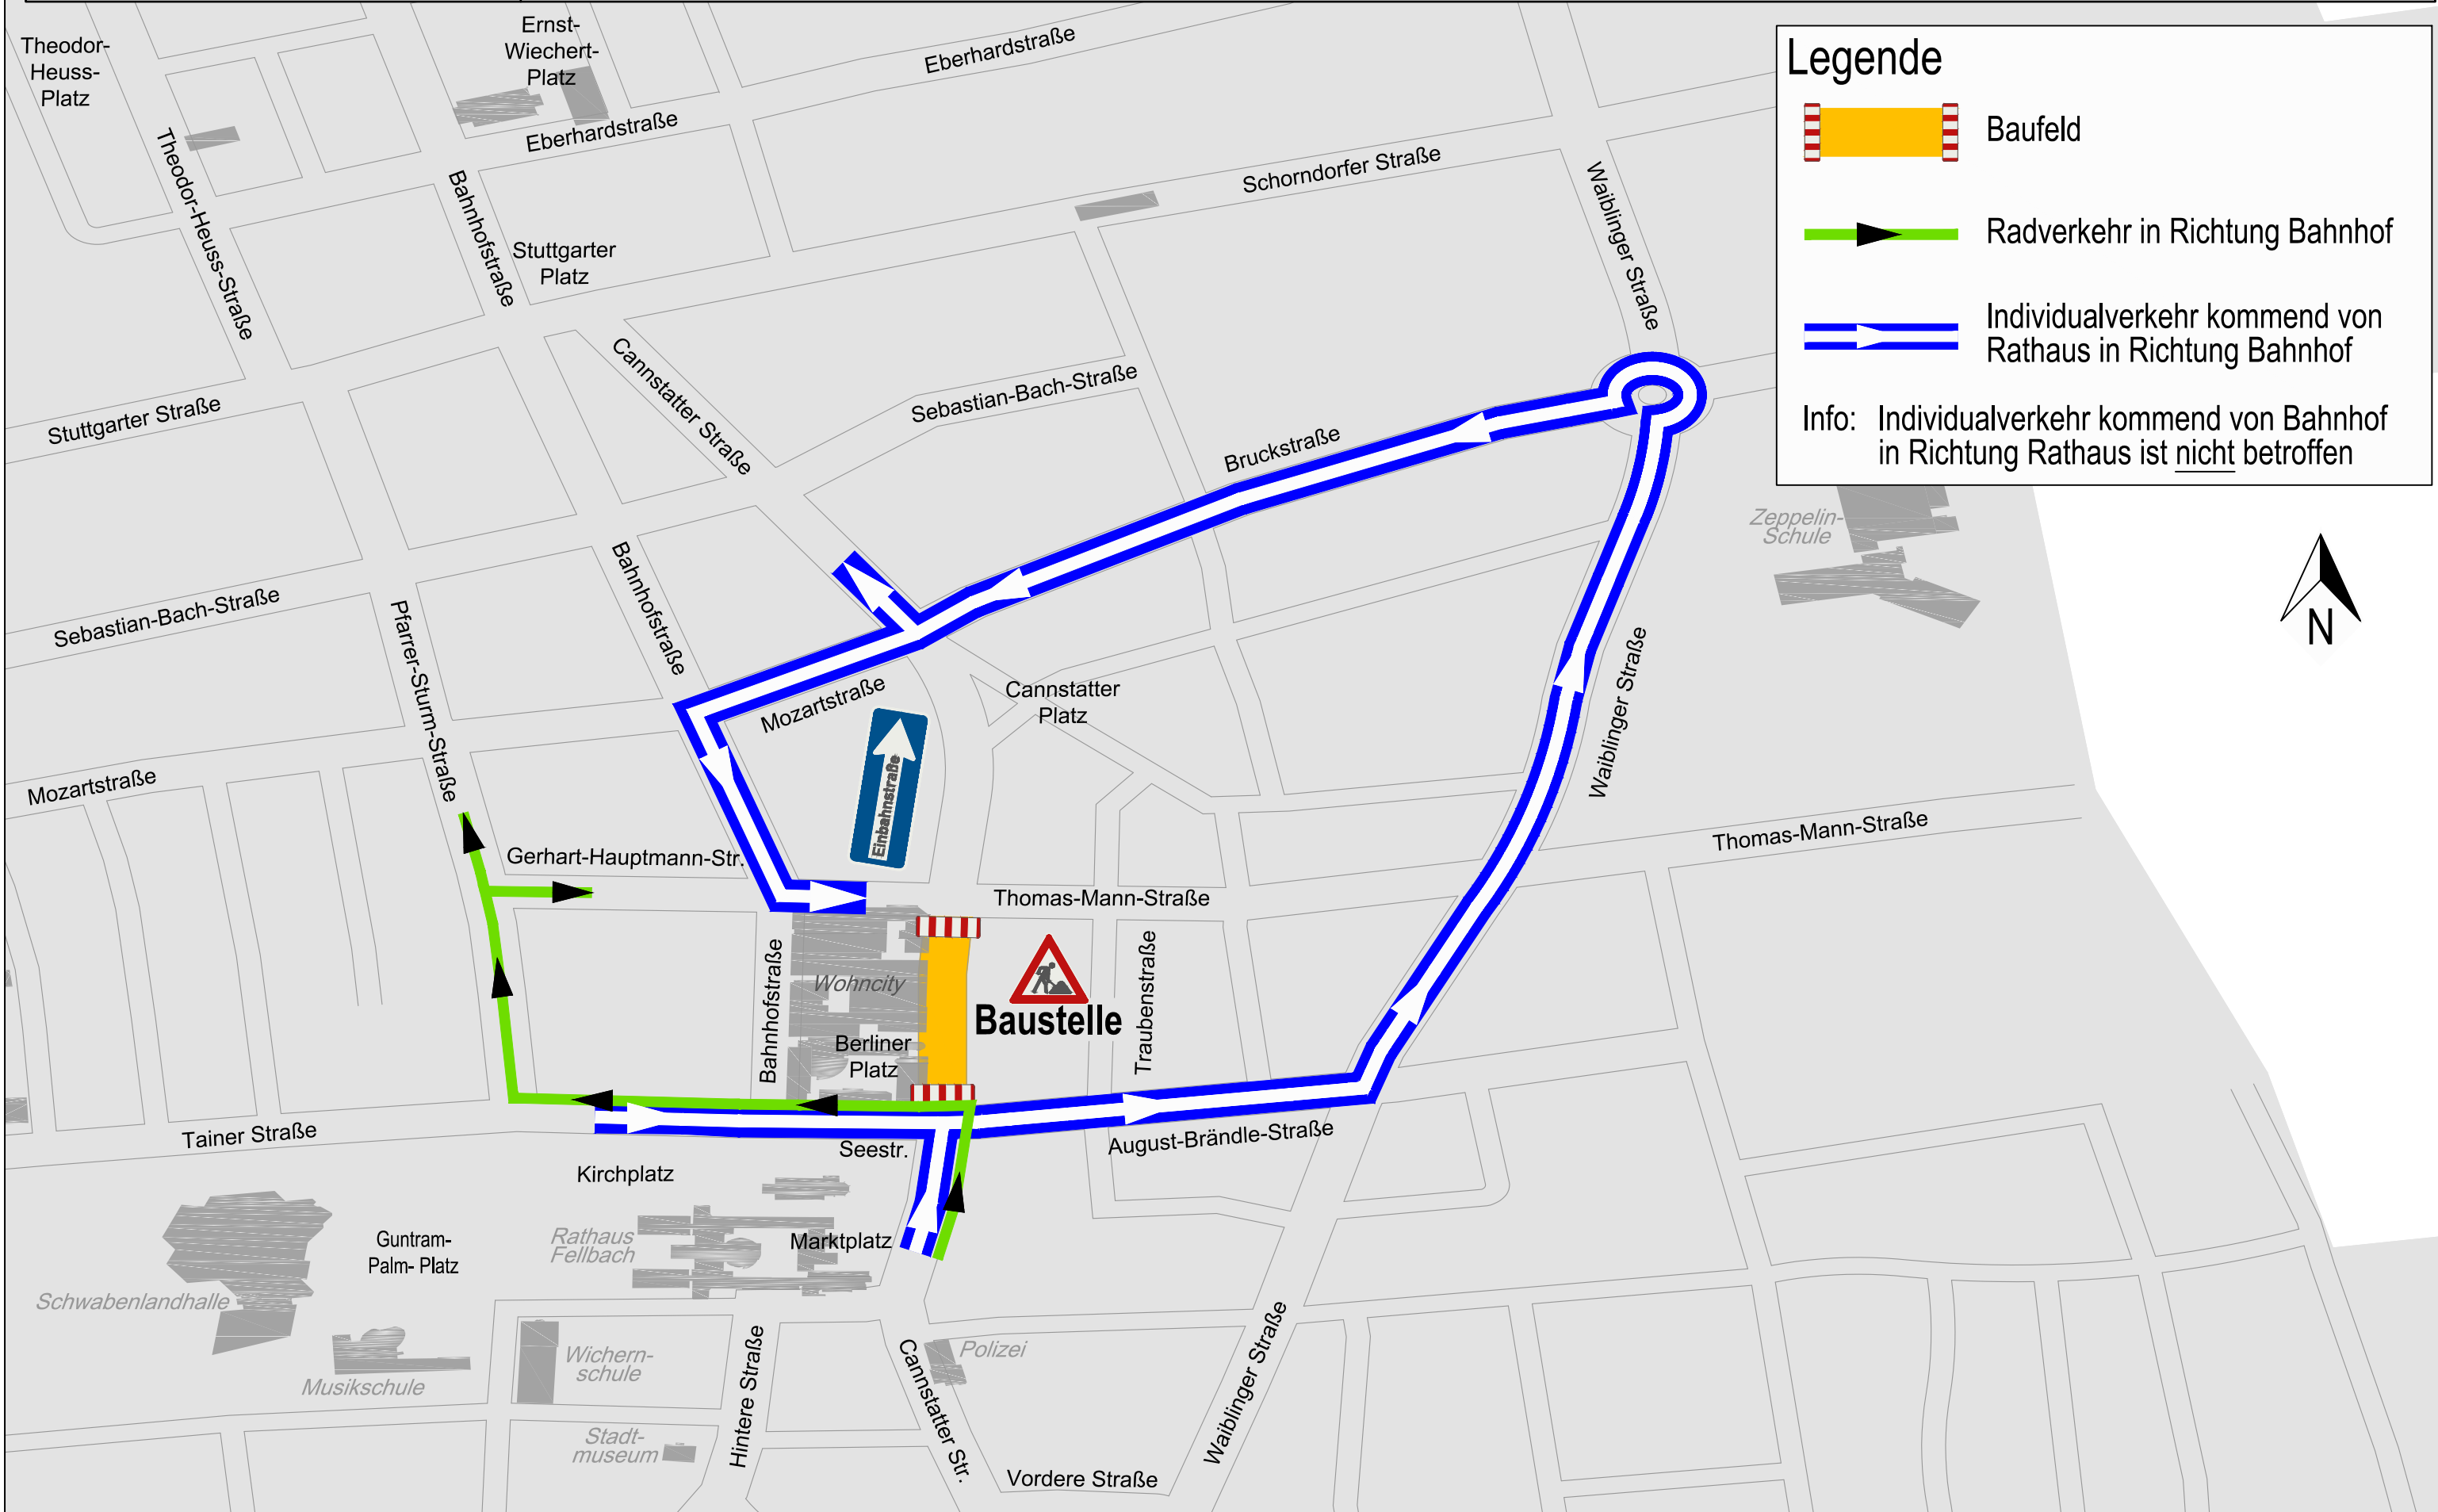 Theodor-
Heuss-
Platz
Ernst-
Wiechert-
Platz
Eberhardstraße
Eberhardstraße
Theodor-Heuss-Straße
Bahnhofstraße
Stuttgarter
Platz
Schorndorfer Straße
Waiblinger Straße
Legende
Baufeld
Radverkehr in Richtung Bahnhof
Individualverkehr kommend von
Rathaus in Richtung Bahnhof
Info: Individualverkehr kommend von Bahnhof
in Richtung Rathaus ist nicht betroffen
Stuttgarter Straße
Cannstatter Straße
Sebastian-Bach-Straße
Bruckstraße
Zeppelin-
Schule
N
Sebastian-Bach-Straße
Pfarrer-Sturm-Straße
Bahnhofstraße
Mozartstraße
Cannstatter
Platz
Waiblinger Straße
Mozartstraße
Einbahnstraße
Gerhart-Hauptmann-Str.
Thomas-Mann-Straße
Thomas-Mann-Straße
Bahnhofstraße
Wohncity
Berliner
Platz
Baustelle
Traubenstraße
Tainer Straße
Seestr.
August-Brändle-Straße
Kirchplatz
Rathaus
Fellbach
Marktplatz
Guntram-
Palm- Platz
Schwabenlandhalle
Musikschule
Wichern-
schule
Hintere Straße
Polizei
Cannstatter Str.
Waiblinger Straße
Stadt-
museum
Vordere Straße